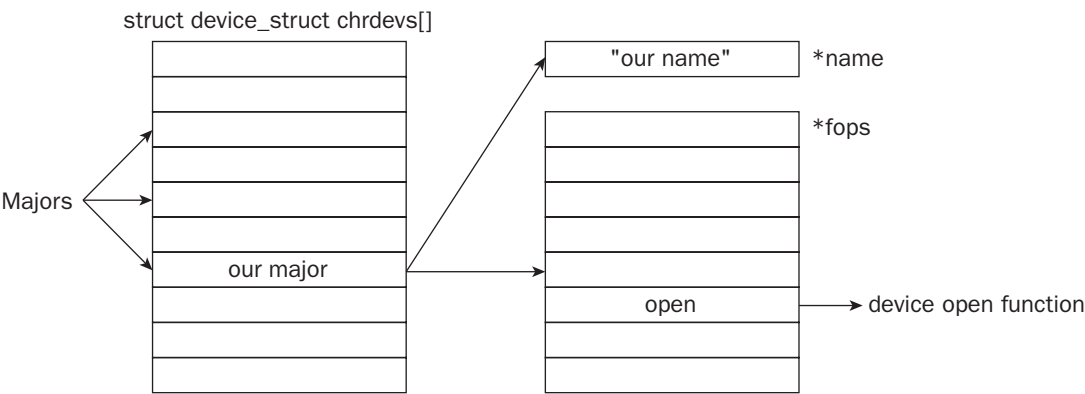 struct device_struct chrdevs[]
"our name" *name
*fops
Majors
our major
open device open function